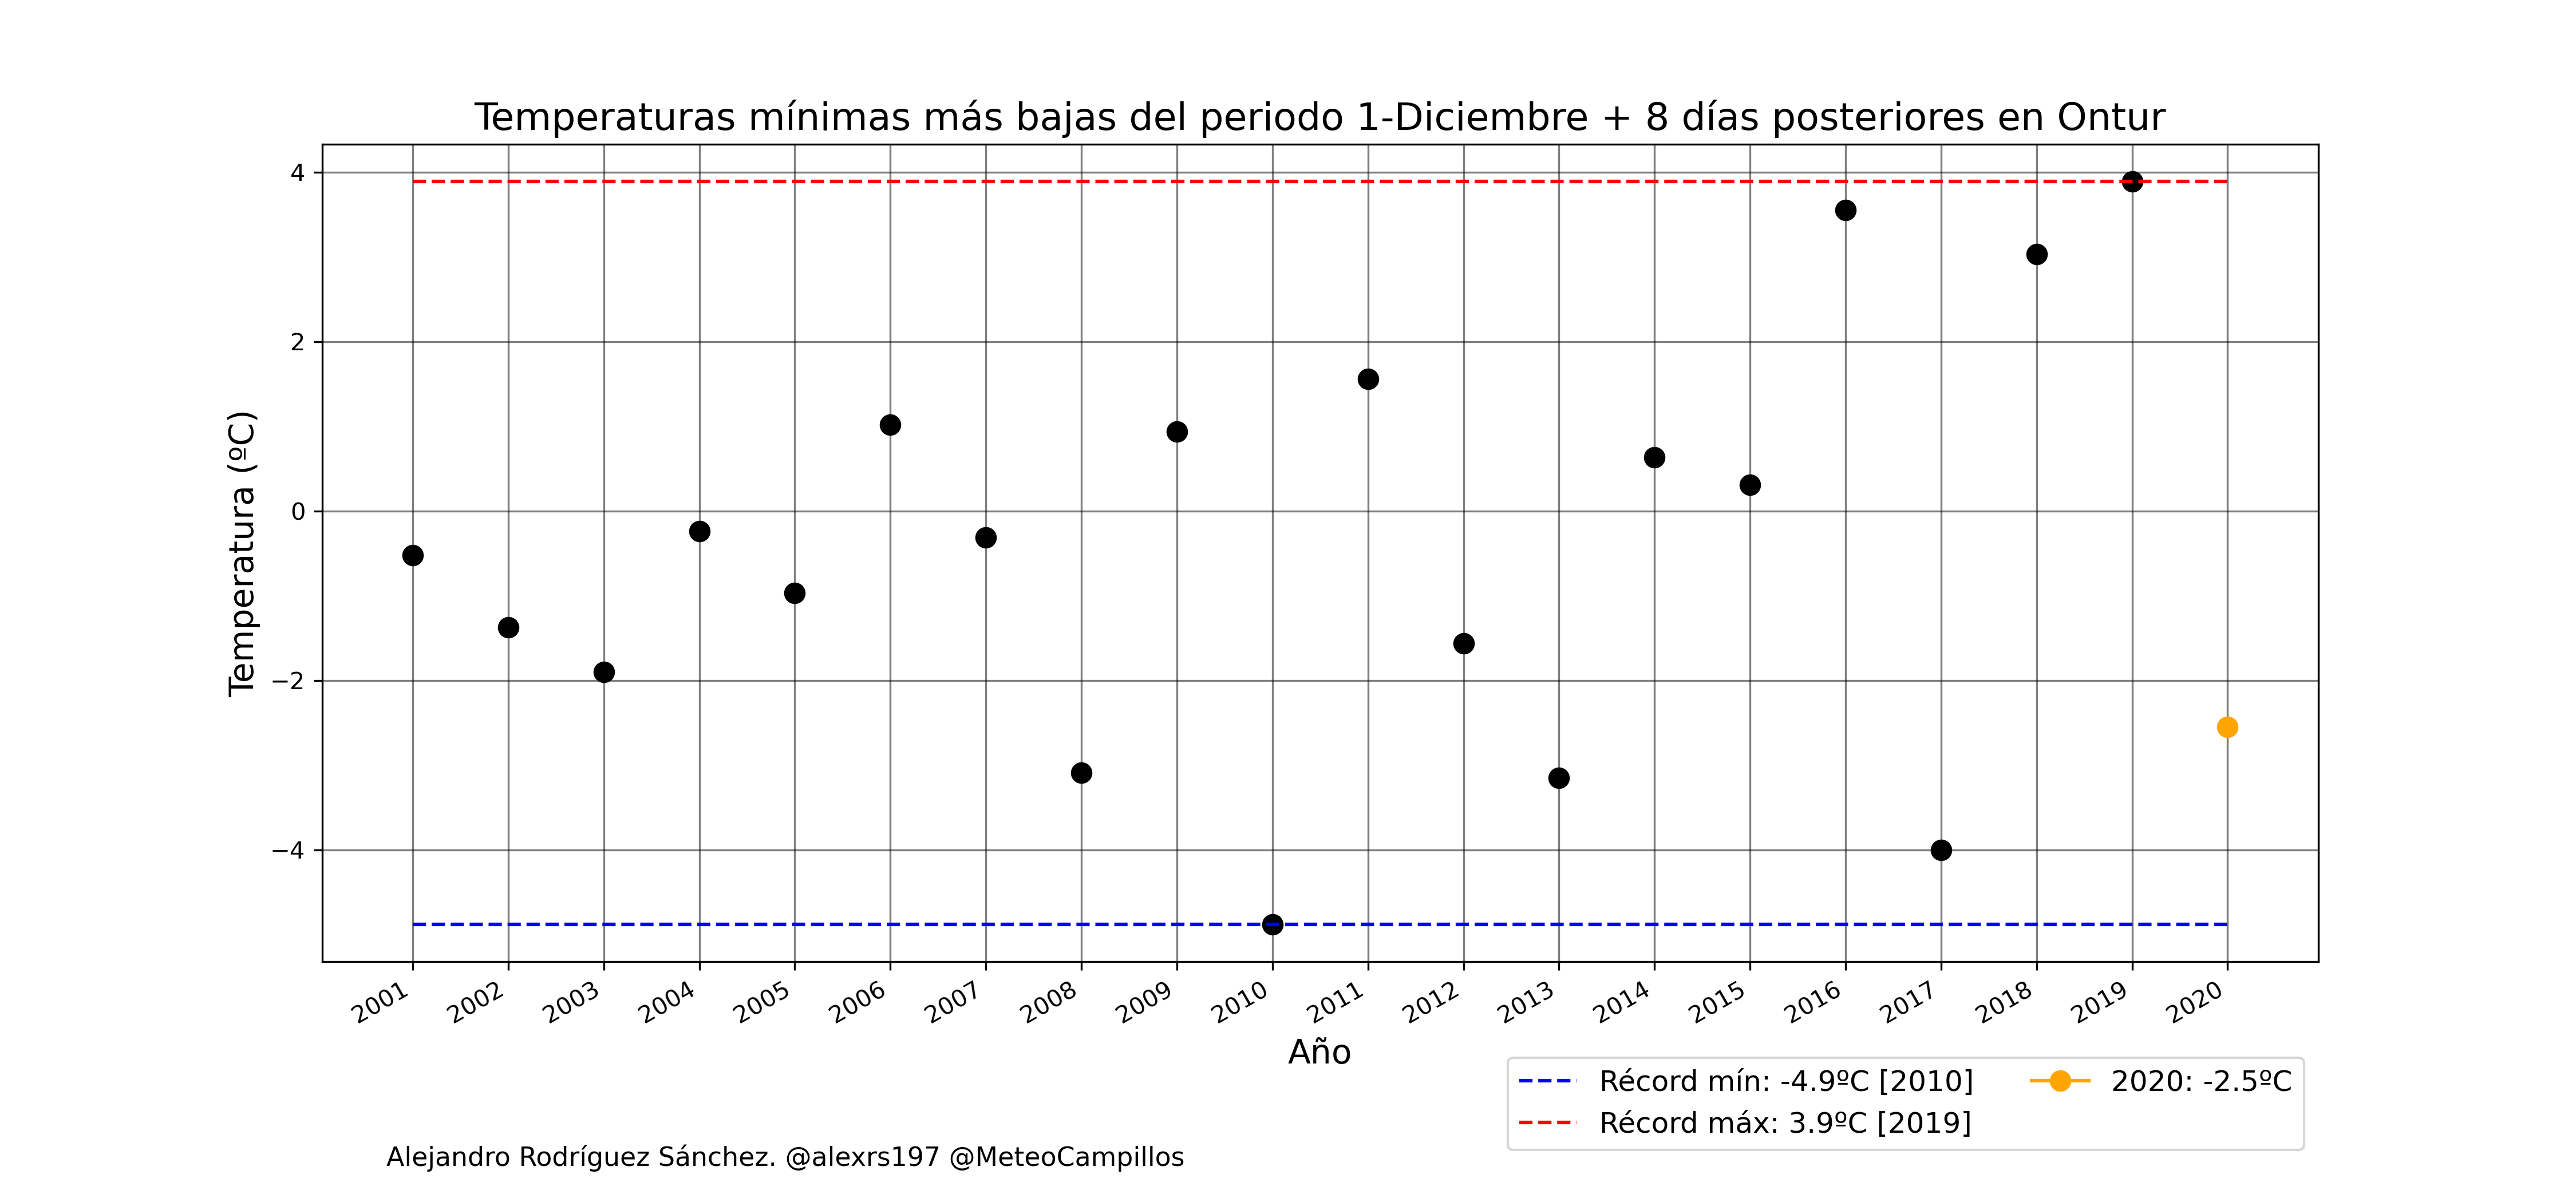 Temperaturas mínimas más bajas del periodo 1-Diciembre + 8 días posteriores en Ontur
Temperatura (ºC)
4
2
0
−2
−4
2001 2002 2003 2004 2005 2006 2007 2008 2009 2010 2011 2012 2013 2014 2015 2016 2017 2018 2019 2020
Año
Récord mín: -4.9ºC [2010]
Récord máx: 3.9ºC [2019]
2020: -2.5ºC
Alejandro Rodríguez Sánchez. @alexrs197 @MeteoCampillos